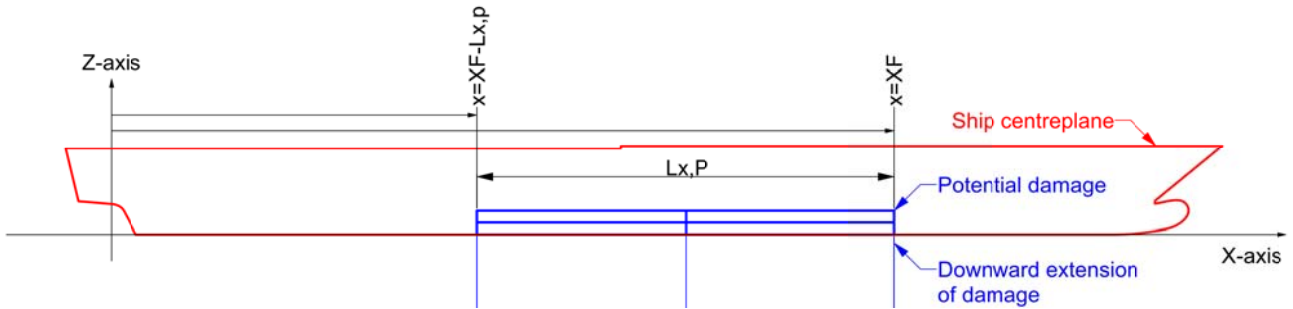 x=XF-Lx,p
x=XF
Z-axis
Ship centreplane
Lx,P
Potential damage
X-axis
Downward extension
of damage